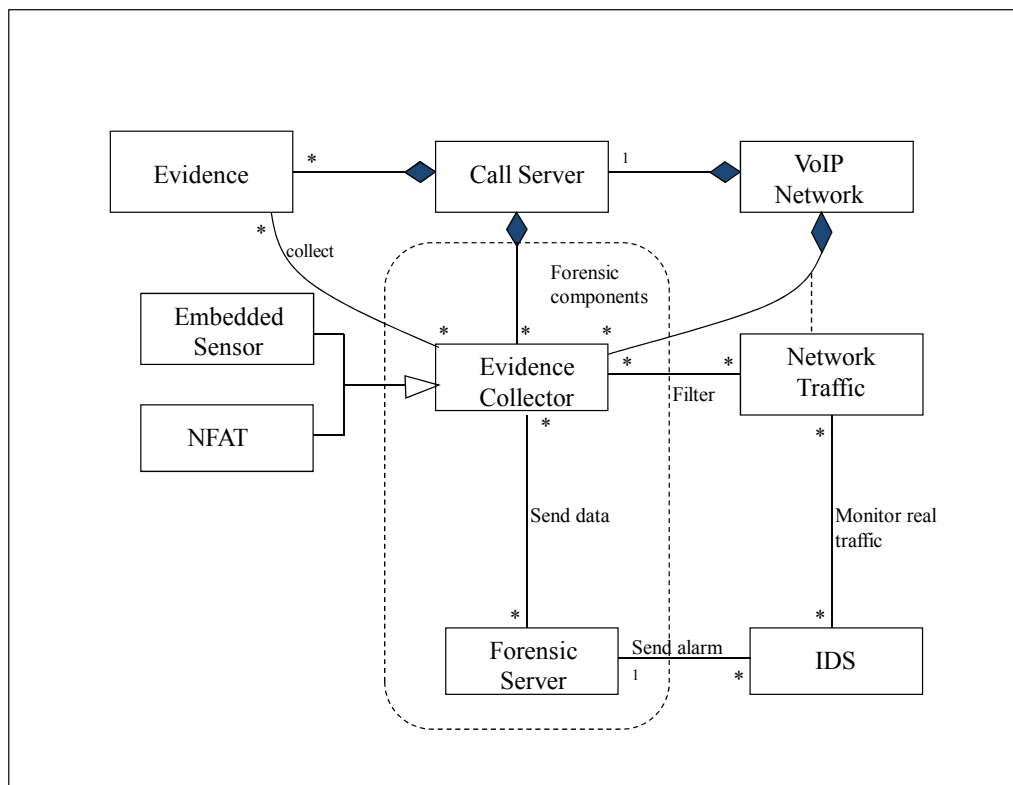 Evidence
*
Call Server
1
VoIP
Network
*
collect
Forensic
components
Embedded
Sensor
*
*
*
Evidence
Collector
*
*
Filter
Network
Traffic
NFAT
*
*
Send data
Monitor real
traffic
*
*
Forensic
Server
Send alarm
1
*
IDS